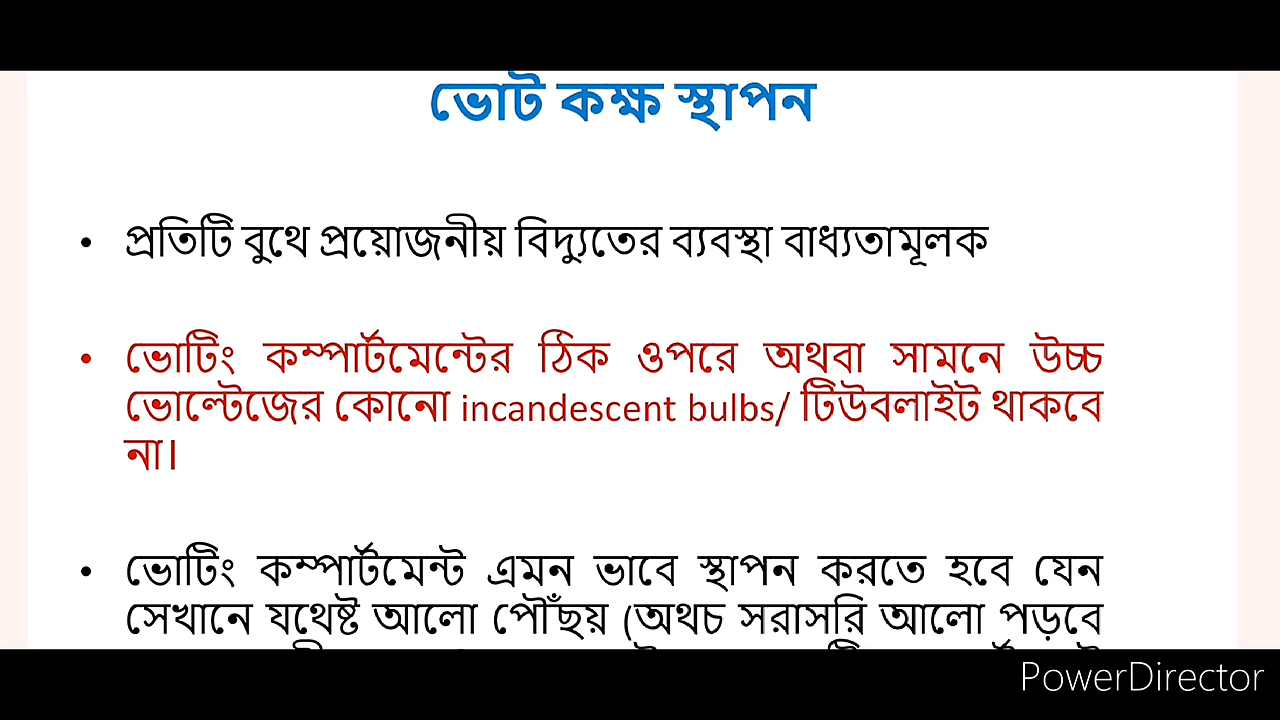 ভোট কক্ষ স্থাপন
• প্রতিটি বুথে প্রয়োজনীয় বিদ্যুতের ব্যবস্থা বাধ্যতামূলক
• ভোটিং কম্পার্টমেন্টের ঠিক ওপরে অথবা সামনে উচ্চ
ভোল্টেজের কোনো incandescent bulbs/ টিউবলাইট থাকবে
না।
• ভোটিং কম্পার্টমেন্ট এমন ভাবে স্থাপন করতে হবে যেন
সেখানে যথেষ্ট আলো পৌঁছয় (অথচ সরাসরি আলো পড়বে
PowerDirector